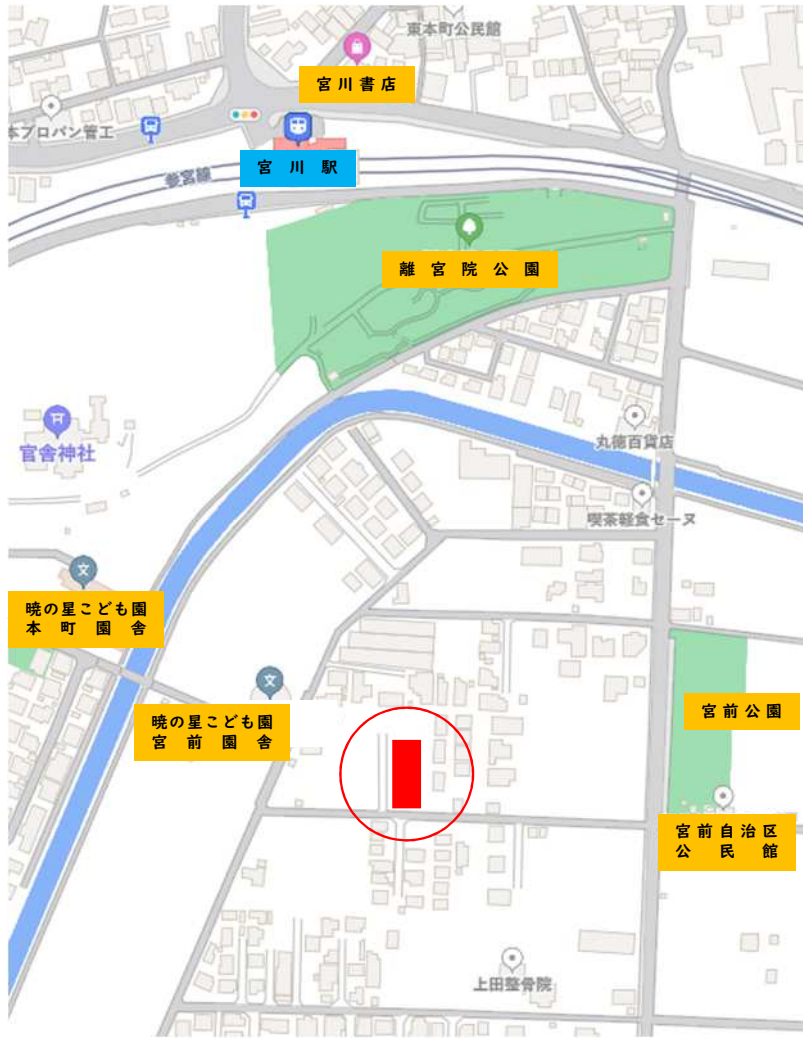 東本町公民館
宮川書店
本プロパン管工
宮川駅
参宮線
離宮院公園
官舎神社
丸徳百貨店
喫茶軽食セーヌ
暁の星こども園
本町園舎
暁の星こども園
宮前園舎
宮前公園
宮前自治区
公民館
上田整骨院